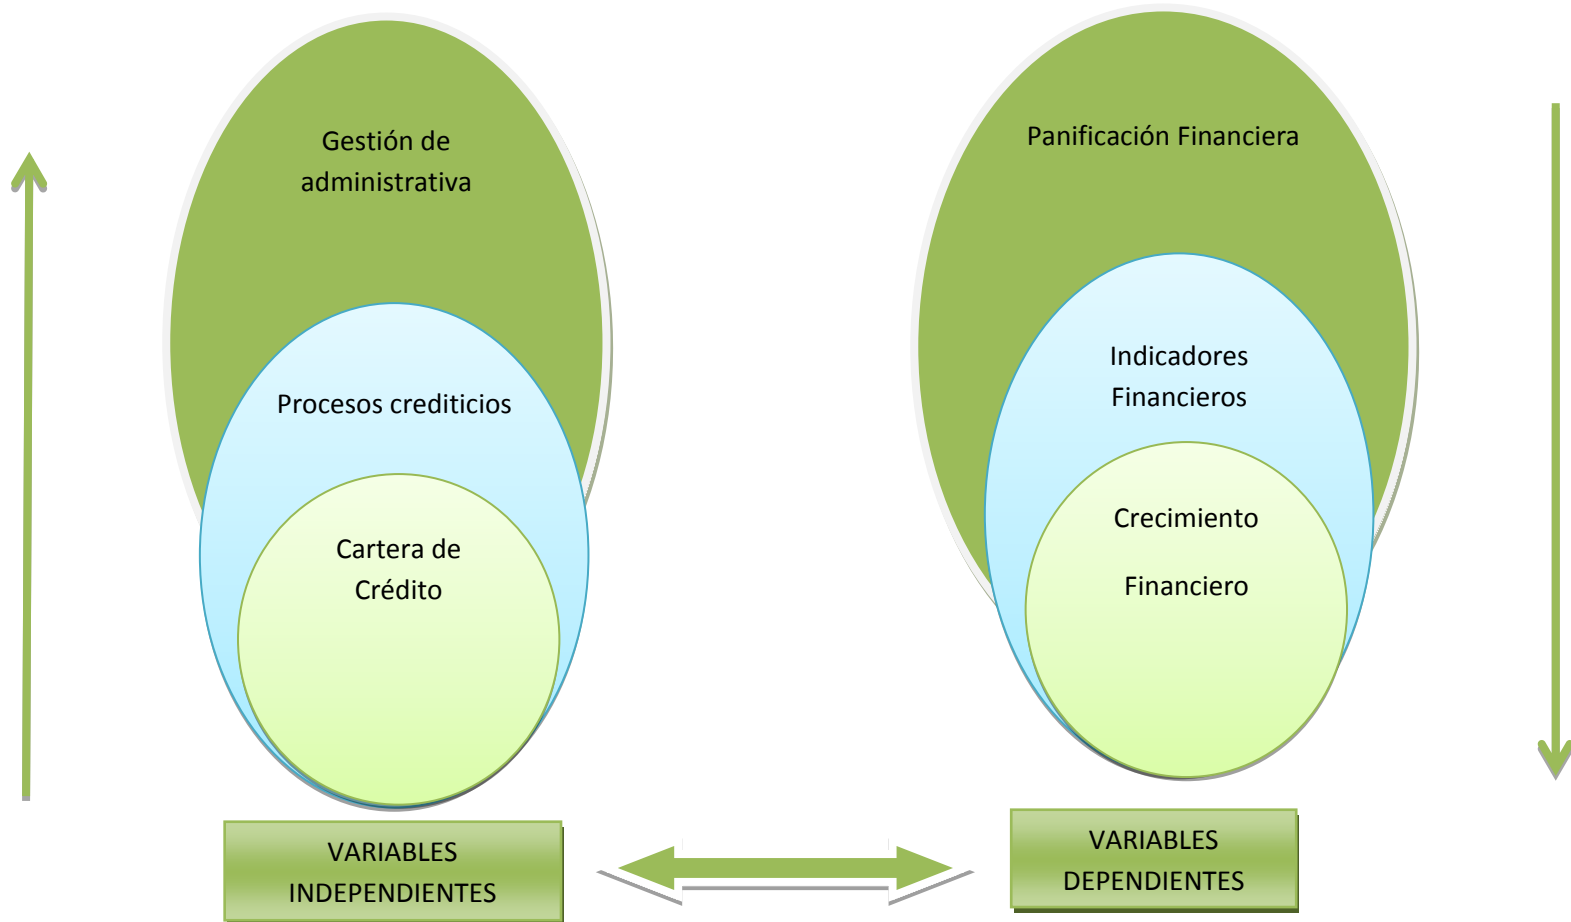 Gestión de
administrativa
Procesos crediticios
Cartera de
Crédito
VARIABLES
INDEPENDIENTES
Panificación Financiera
Indicadores
Financieros
Crecimiento
Financiero
VARIABLES
DEPENDIENTES